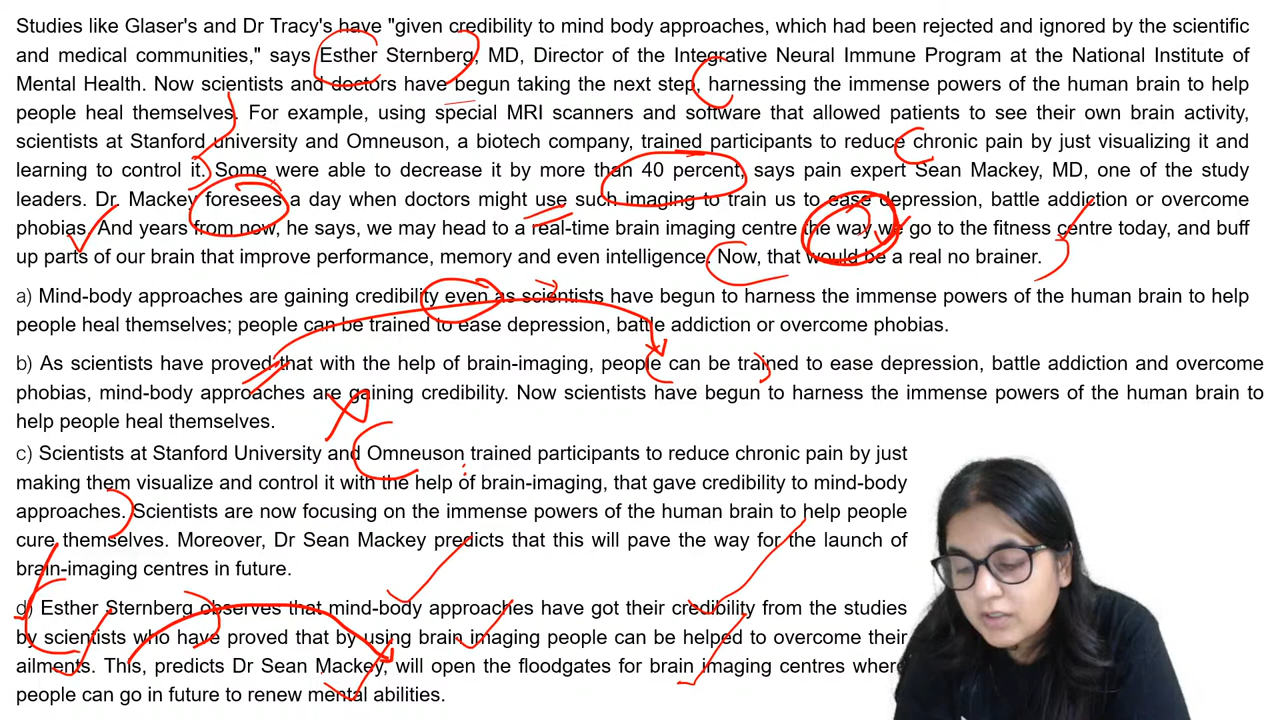 Studies like Glaser's and Dr Tracy's have "given credibility to mind body approaches, which had been rejected and ignored by the scientific
and medical communities," says Esther Sternberg, MD, Director of the Integrative Neural Immune Program at the National Institute of
Mental Health. Now scientists and doctors have begun taking the next step, harnessing the immense powers of the human brain to help
people heal themselves. For example, using special MRI scanners and software that allowed patients to see their own brain activity,
scientists at Stanford university and Omneuson, a biotech company, trained participants to reduce chronic pain by just visualizing it and
learning to control it. Some were able to decrease it by more than 40 percent, says pain expert Sean Mackey, MD, one of the study
leaders. Dr. Mackey foresees a day when doctors might use such imaging to train us to ease depression, battle addiction or overcome
phobias. And years from now, he says, we may head to a real-time brain imaging centre the way we go to the fitness centre today, and buff
up parts of our brain that improve performance, memory and even intelligence. Now, that would be a real no brainer.
a) Mind-body approaches are gaining credibility even as scientists have begun to harness the immense powers of the human brain to help
people heal themselves; people can be trained to ease depression, battle addiction or overcome phobias.
b) As scientists have proved that with the help of brain-imaging, people can be trained to ease depression, battle addiction and overcome
phobias, mind-body approaches are gaining credibility. Now scientists have begun to harness the immense powers of the human brain to
help people heal themselves.
c) Scientists at Stanford University and Omneuson trained participants to reduce chronic pain by just
making them visualize and control it with the help of brain-imaging, that gave credibility to mind-body
approaches. Scientists are now focusing on the immense powers of the human brain to help people
cure themselves. Moreover, Dr Sean Mackey predicts that this will pave the way for the launch of
brain-imaging centres in future.
d) Esther Sternberg observes that mind-body approaches have got their credibility from the studies
by scientists who have proved that by using brain imaging people can be helped to overcome their
ailments. This, predicts Dr Sean Mackey, will open the floodgates for brain imaging centres where
people can go in future to renew mental abilities.